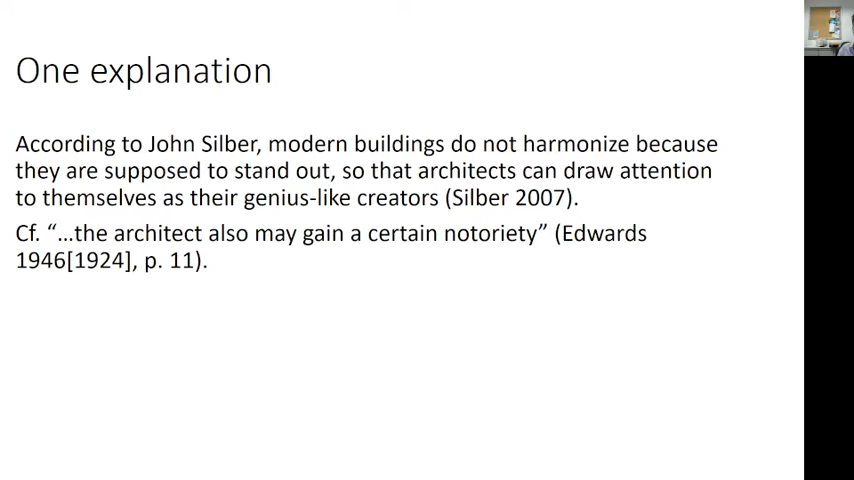 One explanation
According to John Silber, modern buildings do not harmonize because
they are supposed to stand out, so that architects can draw attention
to themselves as their genius-like creators (Silber 2007).
Cf. “…the architect also may gain a certain notoriety” (Edwards
1946[1924], p. 11).